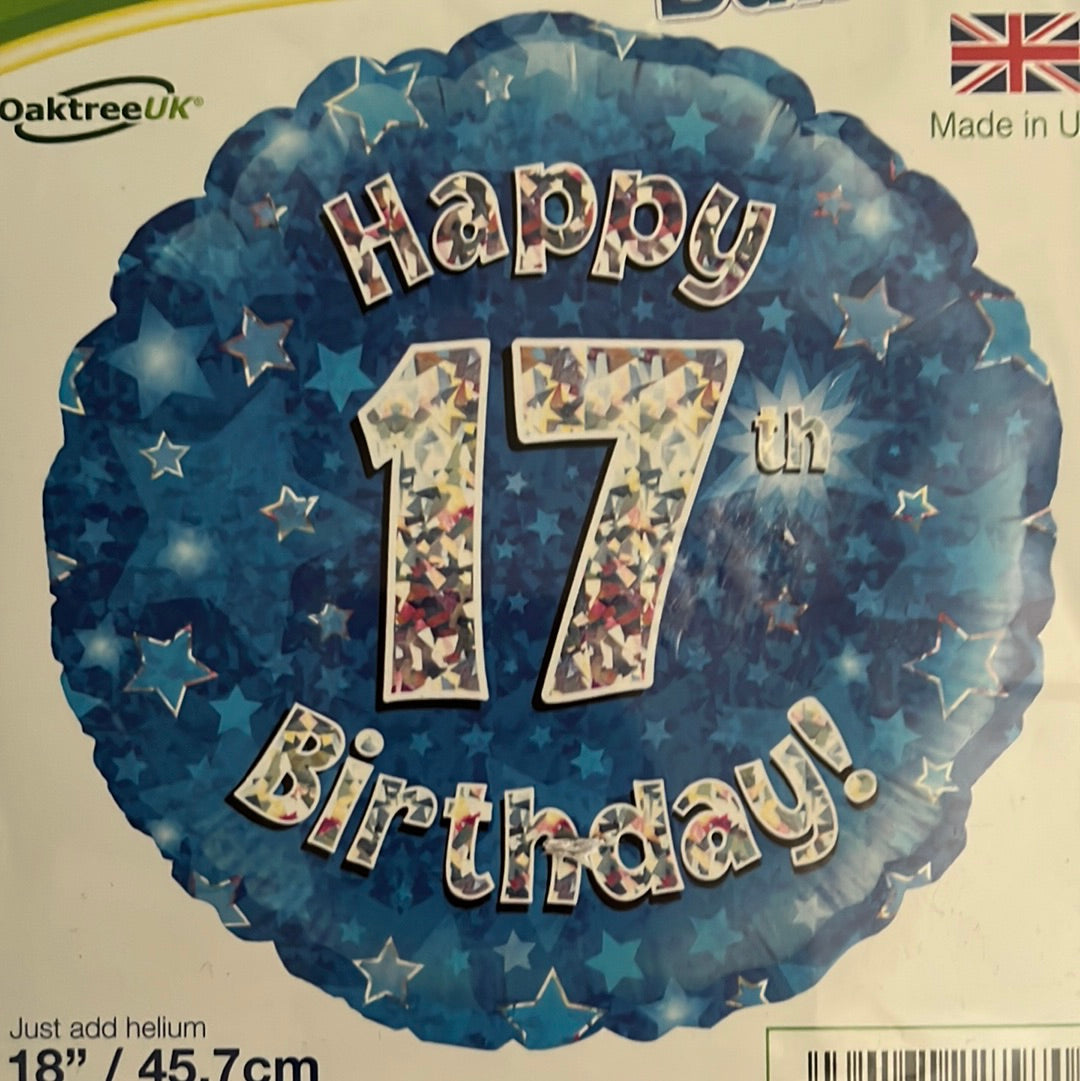 OaktreeUK®
Made in U
Happy
17th
Birthday!
Just add helium
18” / 45.7cm